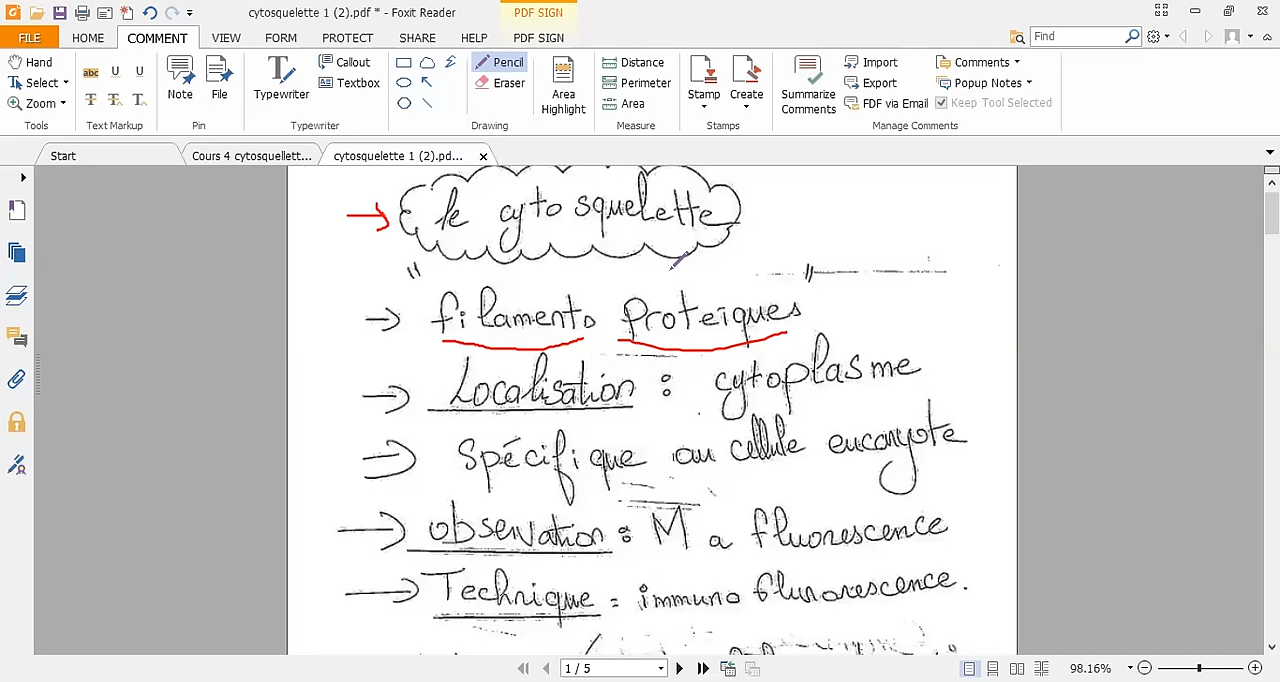 cytosquelette 1 (2).pdf * - Foxit Reader
PDF SIGN
FILE HOME COMMENT VIEW FORM PROTECT SHARE HELP PDF SIGN
Find
Hand
Select
Zoom
Tools
abc U U
T T T
Text Markup
Note
File
Pin
Typewriter
Callout
Textbox
Typewriter
Pencil
Eraser
Area
Highlight
Drawing
Distance
Perimeter
Area
Measure
Stamp
Create
Stamps
Summarize
Comments
Import
Export
FDF via Email
Comments
Popup Notes
Keep Tool Selected
Manage Comments
Start
Cours 4 cytosquellett...
cytosquelette 1 (2).pd...
le cyto squelette
→ filaments proteiques
→ Localisation : cytoplasme
→ Spécifique au cellule eucaryote
→ observation : M a fluorescence
→ Technique = immuno fluorescence.
1 / 5
98.16%